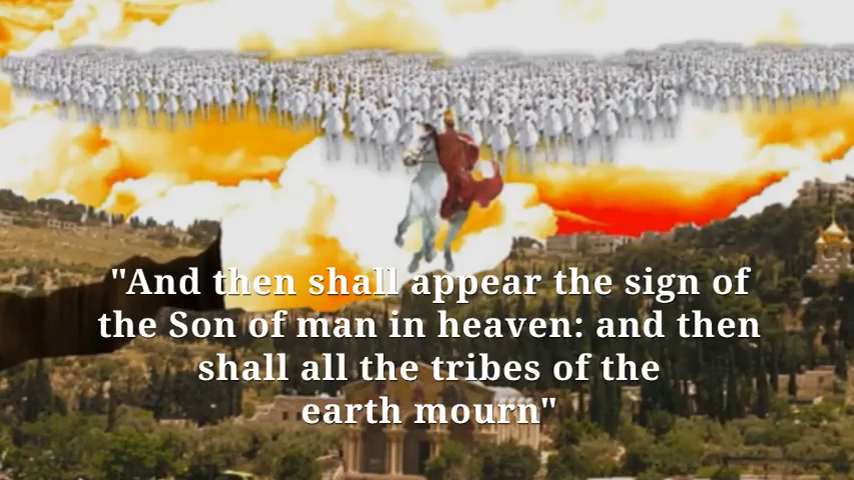 "And then shall appear the sign of
the Son of man in heaven: and then
shall all the tribes of the
earth mourn"